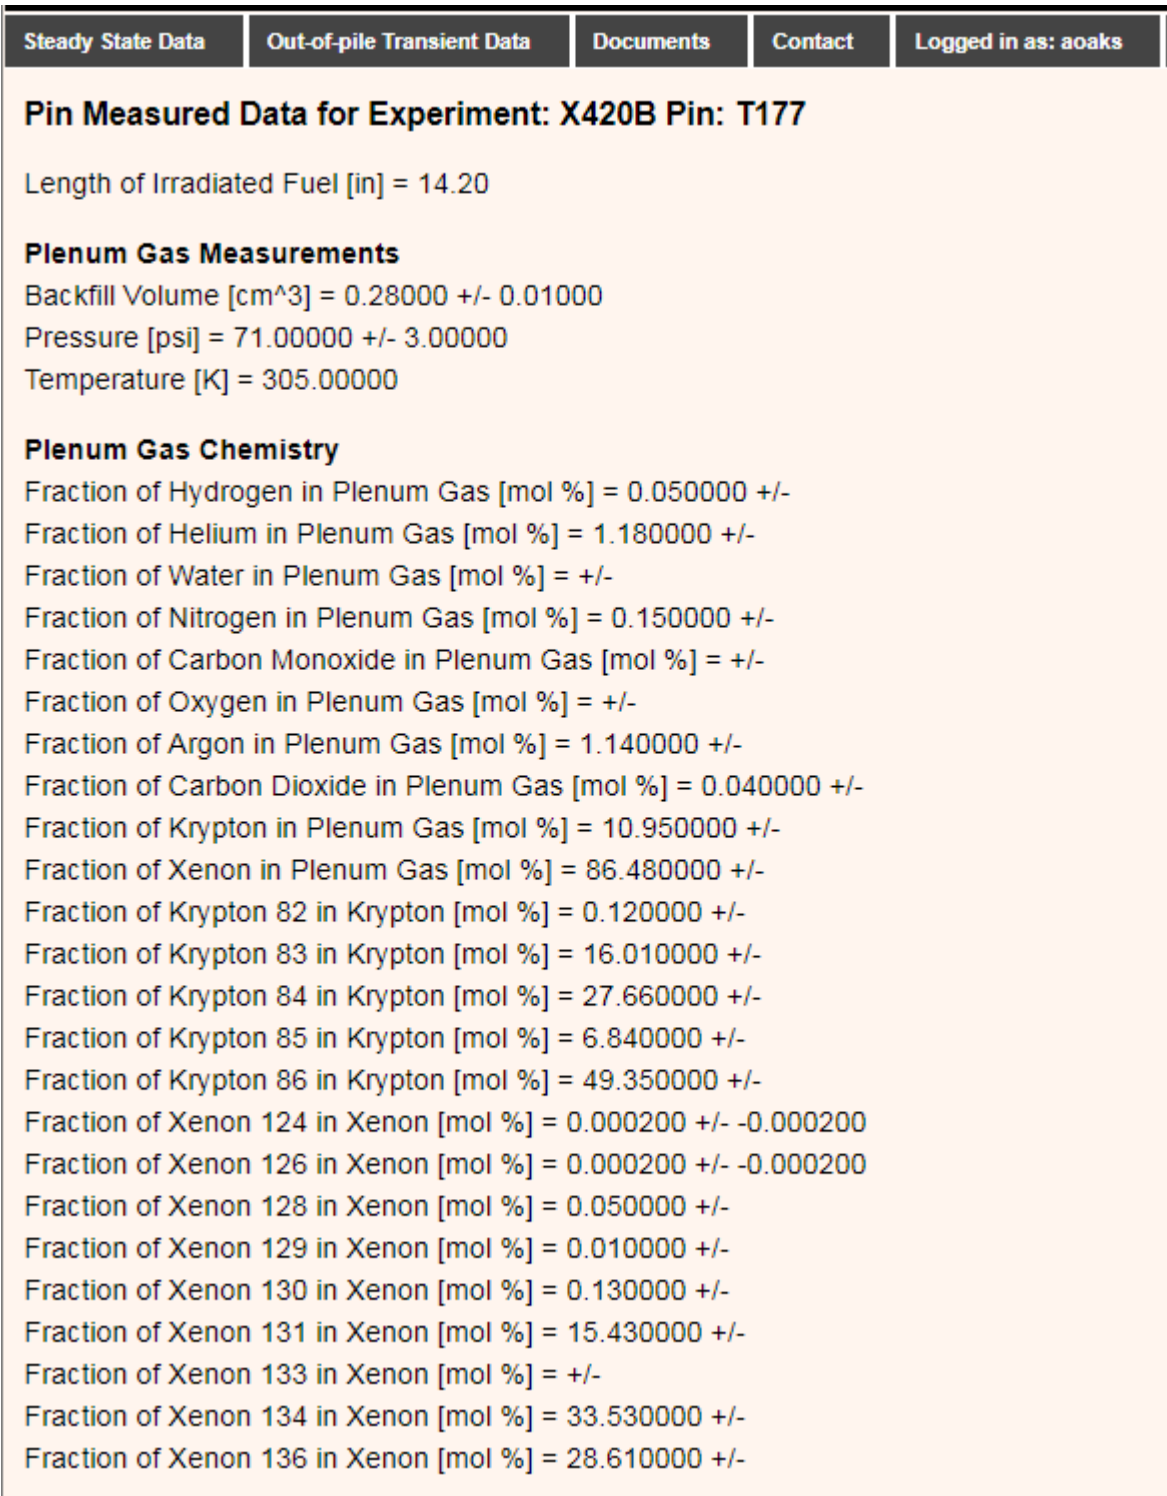 Steady State Data Out-of-pile Transient Data Documents Contact Logged in as: aoaks
Pin Measured Data for Experiment: X420B Pin: T177
Length of Irradiated Fuel [in] = 14.20
Plenum Gas Measurements
Backfill Volume [cm^3] = 0.28000 +/- 0.01000
Pressure [psi] = 71.00000 +/- 3.00000
Temperature [K] = 305.00000
Plenum Gas Chemistry
Fraction of Hydrogen in Plenum Gas [mol %] = 0.050000 +/-
Fraction of Helium in Plenum Gas [mol %] = 1.180000 +/-
Fraction of Water in Plenum Gas [mol %] = +/-
Fraction of Nitrogen in Plenum Gas [mol %] = 0.150000 +/-
Fraction of Carbon Monoxide in Plenum Gas [mol %] = +/-
Fraction of Oxygen in Plenum Gas [mol %] = +/-
Fraction of Argon in Plenum Gas [mol %] = 1.140000 +/-
Fraction of Carbon Dioxide in Plenum Gas [mol %] = 0.040000 +/-
Fraction of Krypton in Plenum Gas [mol %] = 10.950000 +/-
Fraction of Xenon in Plenum Gas [mol %] = 86.480000 +/-
Fraction of Krypton 82 in Krypton [mol %] = 0.120000 +/-
Fraction of Krypton 83 in Krypton [mol %] = 16.010000 +/-
Fraction of Krypton 84 in Krypton [mol %] = 27.660000 +/-
Fraction of Krypton 85 in Krypton [mol %] = 6.840000 +/-
Fraction of Krypton 86 in Krypton [mol %] = 49.350000 +/-
Fraction of Xenon 124 in Xenon [mol %] = 0.000200 +/- -0.000200
Fraction of Xenon 126 in Xenon [mol %] = 0.000200 +/- -0.000200
Fraction of Xenon 128 in Xenon [mol %] = 0.050000 +/-
Fraction of Xenon 129 in Xenon [mol %] = 0.010000 +/-
Fraction of Xenon 130 in Xenon [mol %] = 0.130000 +/-
Fraction of Xenon 131 in Xenon [mol %] = 15.430000 +/-
Fraction of Xenon 133 in Xenon [mol %] = +/-
Fraction of Xenon 134 in Xenon [mol %] = 33.530000 +/-
Fraction of Xenon 136 in Xenon [mol %] = 28.610000 +/-